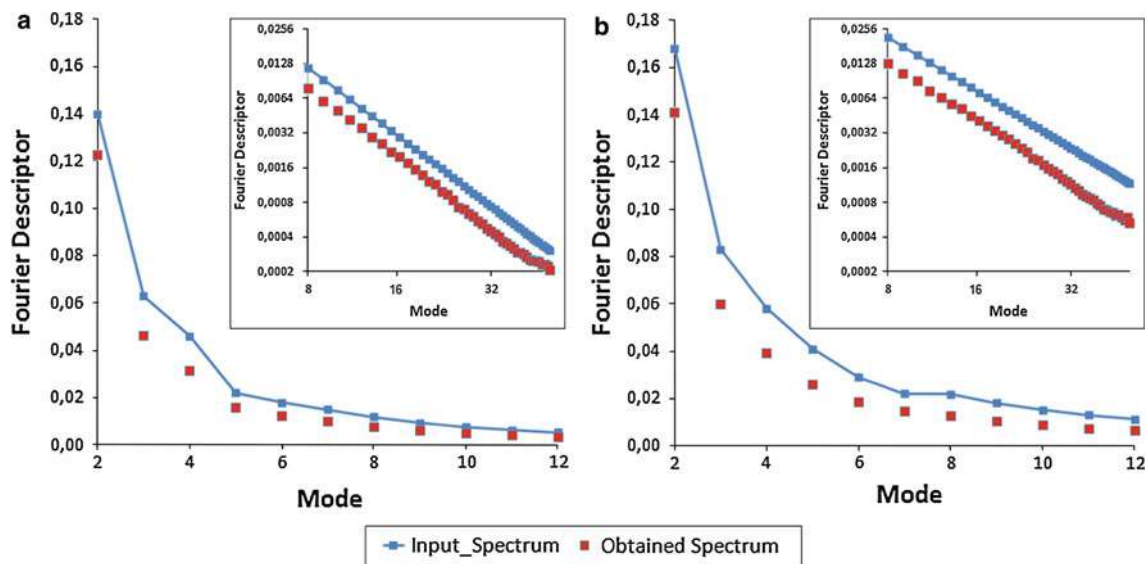 a
0,18
0,16
0,14
0,12
0,10
0,08
0,06
0,04
0,02
0,00
Fourier Descriptor
2 4 6 8 10 12
Mode
0,0256
0,0128
0,0064
0,0032
0,0016
0,0008
0,0004
0,0002
Fourier Descriptor
8 16 32
Mode
b
0,18
0,16
0,14
0,12
0,10
0,08
0,06
0,04
0,02
0,00
Fourier Descriptor
2 4 6 8 10 12
Mode
0,0256
0,0128
0,0064
0,0032
0,0016
0,0008
0,0004
0,0002
Fourier Descriptor
8 16 32
Mode
Input_Spectrum Obtained Spectrum